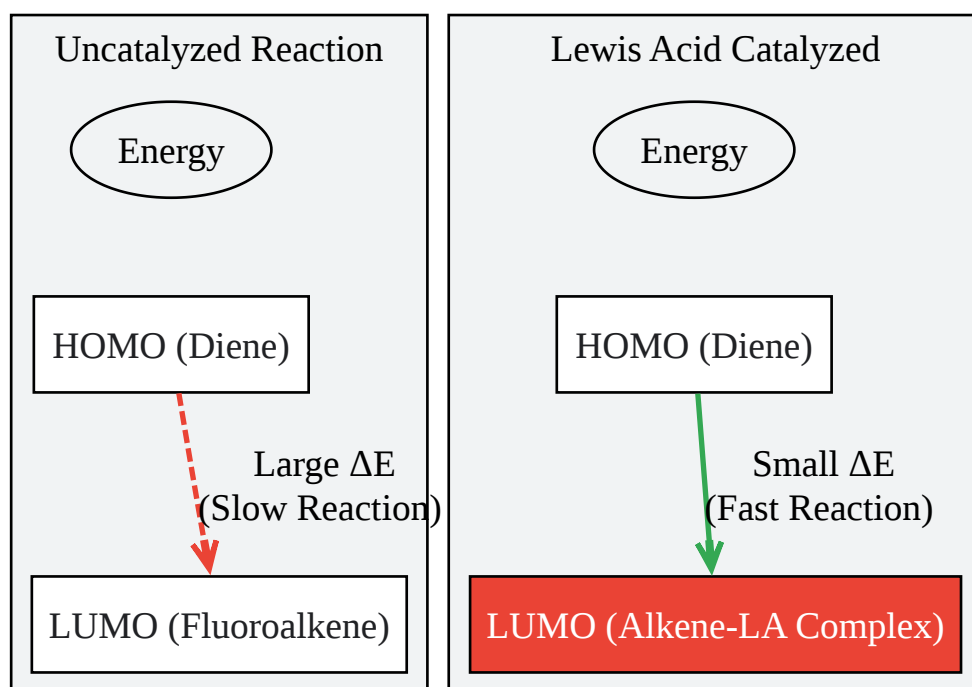 Uncatalyzed Reaction
Energy
HOMO (Diene)
Large ΔE
(Slow Reaction)
LUMO (Fluoroalkene)
Lewis Acid Catalyzed
Energy
HOMO (Diene)
Small ΔE
(Fast Reaction)
LUMO (Alkene-LA Complex)